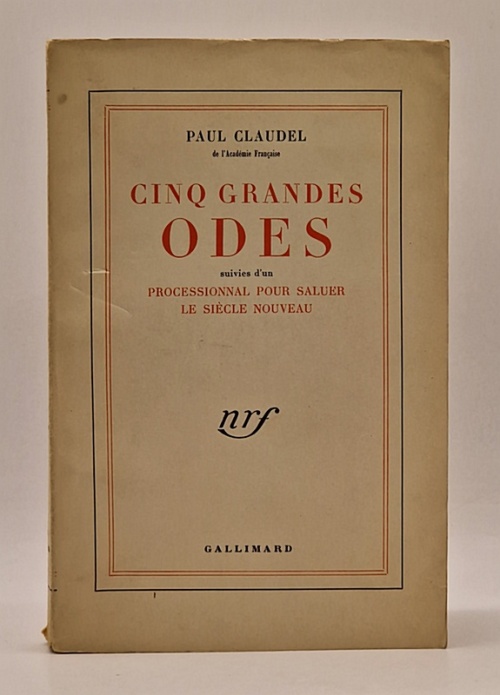 PAUL CLAUDEL
de l'Académie Française
CINQ GRANDES
ODES
suivies d'un
PROCESSIONNAL POUR SALUER
LE SIÈCLE NOUVEAU
nrf
GALLIMARD